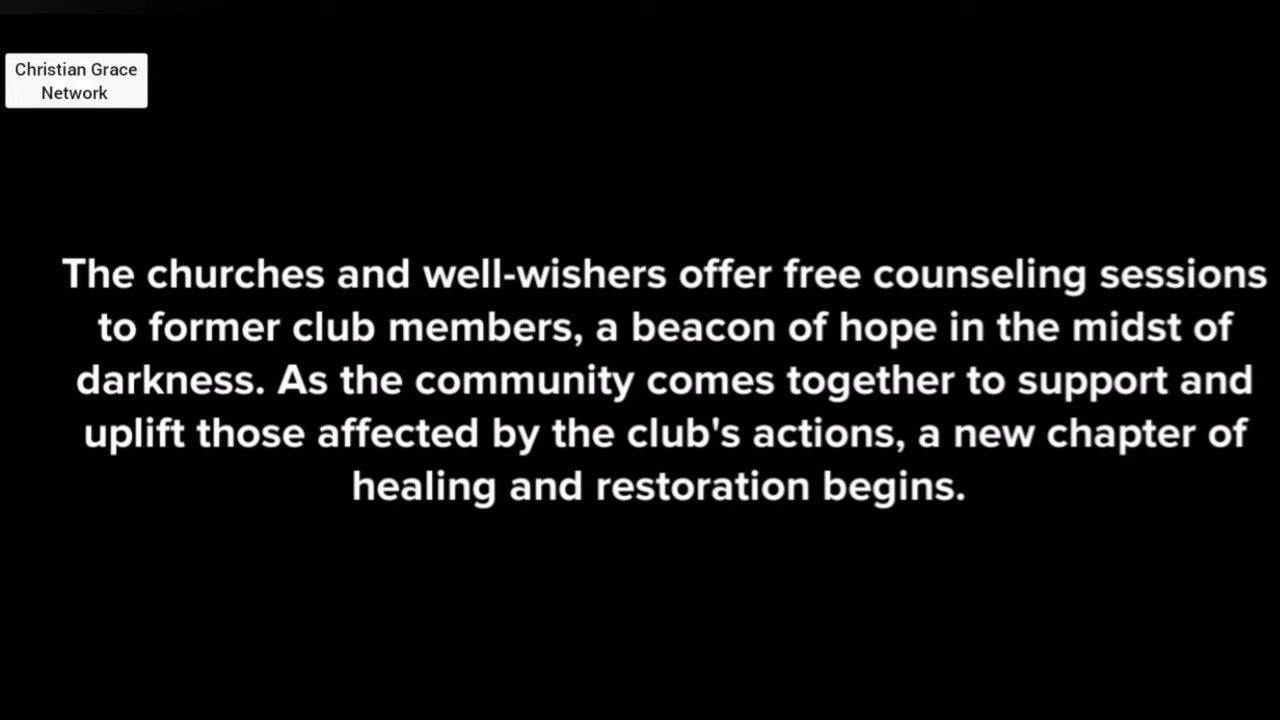 Christian Grace
Network
The churches and well-wishers offer free counseling sessions
to former club members, a beacon of hope in the midst of
darkness. As the community comes together to support and
uplift those affected by the club's actions, a new chapter of
healing and restoration begins.